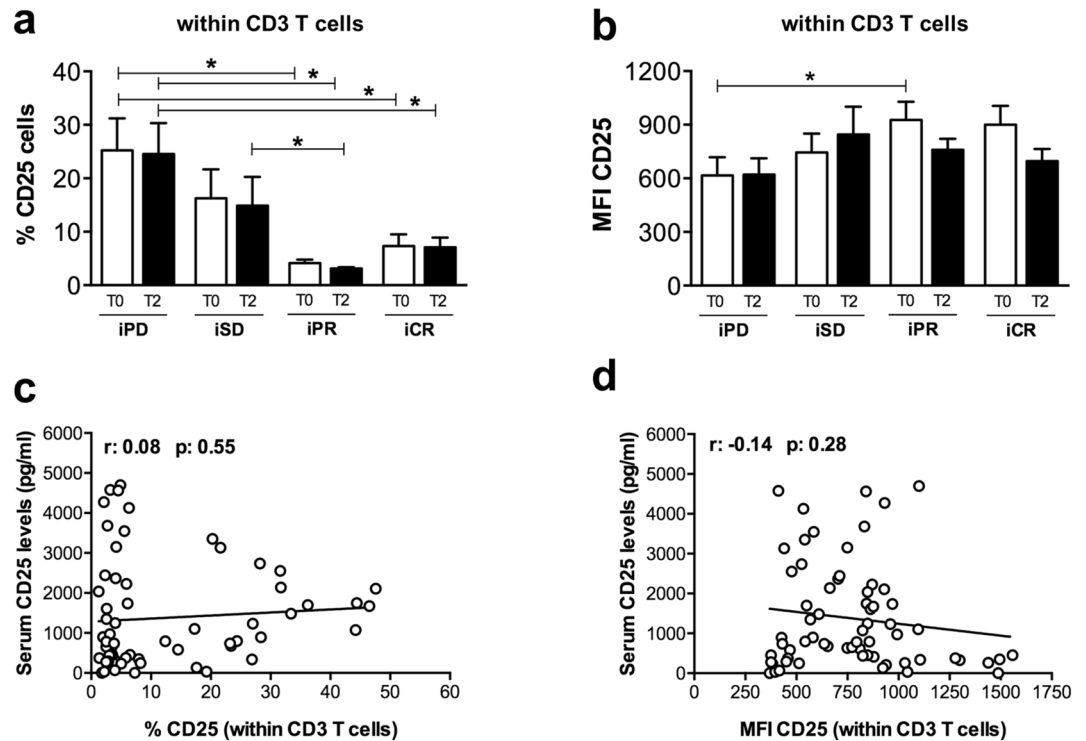 a
within CD3 T cells
% CD25 cells
40
30
20
10
0
*
*
*
*
*
T0 T2 T0 T2 T0 T2 T0 T2
iPD iSD iPR iCR
b
within CD3 T cells
MFI CD25
1200
900
600
300
0
*
T0 T2 T0 T2 T0 T2 T0 T2
iPD iSD iPR iCR
c
r: 0.08 p: 0.55
Serum CD25 levels (pg/ml)
6000
5000
4000
3000
2000
1000
0
0 10 20 30 40 50 60
% CD25 (within CD3 T cells)
d
r: -0.14 p: 0.28
Serum CD25 levels (pg/ml)
6000
5000
4000
3000
2000
1000
0
0 250 500 750 1000 1250 1500 1750
MFI CD25 (within CD3 T cells)